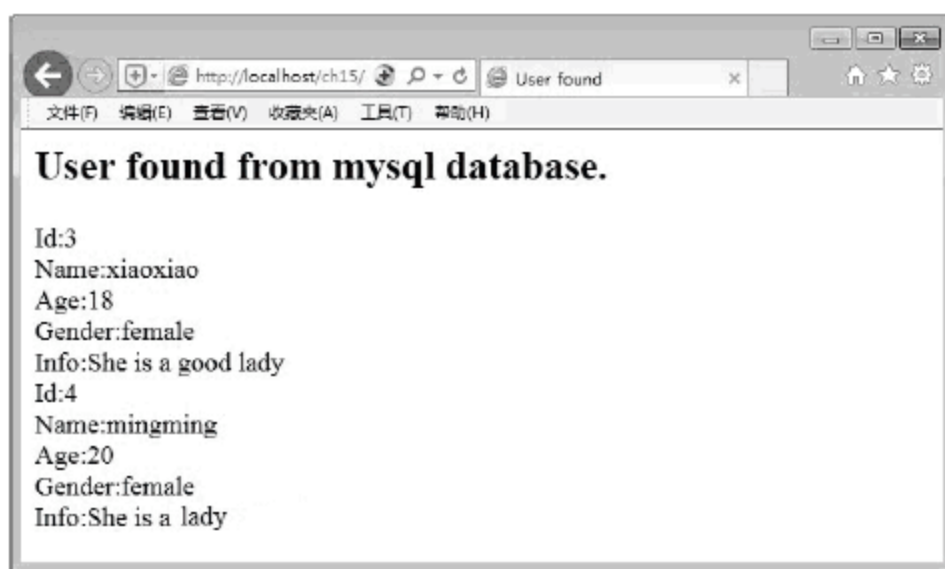 http://localhost/ch15/
User found
文件(F) 编辑(E) 查看(V) 收藏夹(A) 工具(T) 帮助(H)
User found from mysql database.
Id:3
Name:xiaoxiao
Age:18
Gender:female
Info:She is a good lady
Id:4
Name:mingming
Age:20
Gender:female
Info:She is a lady